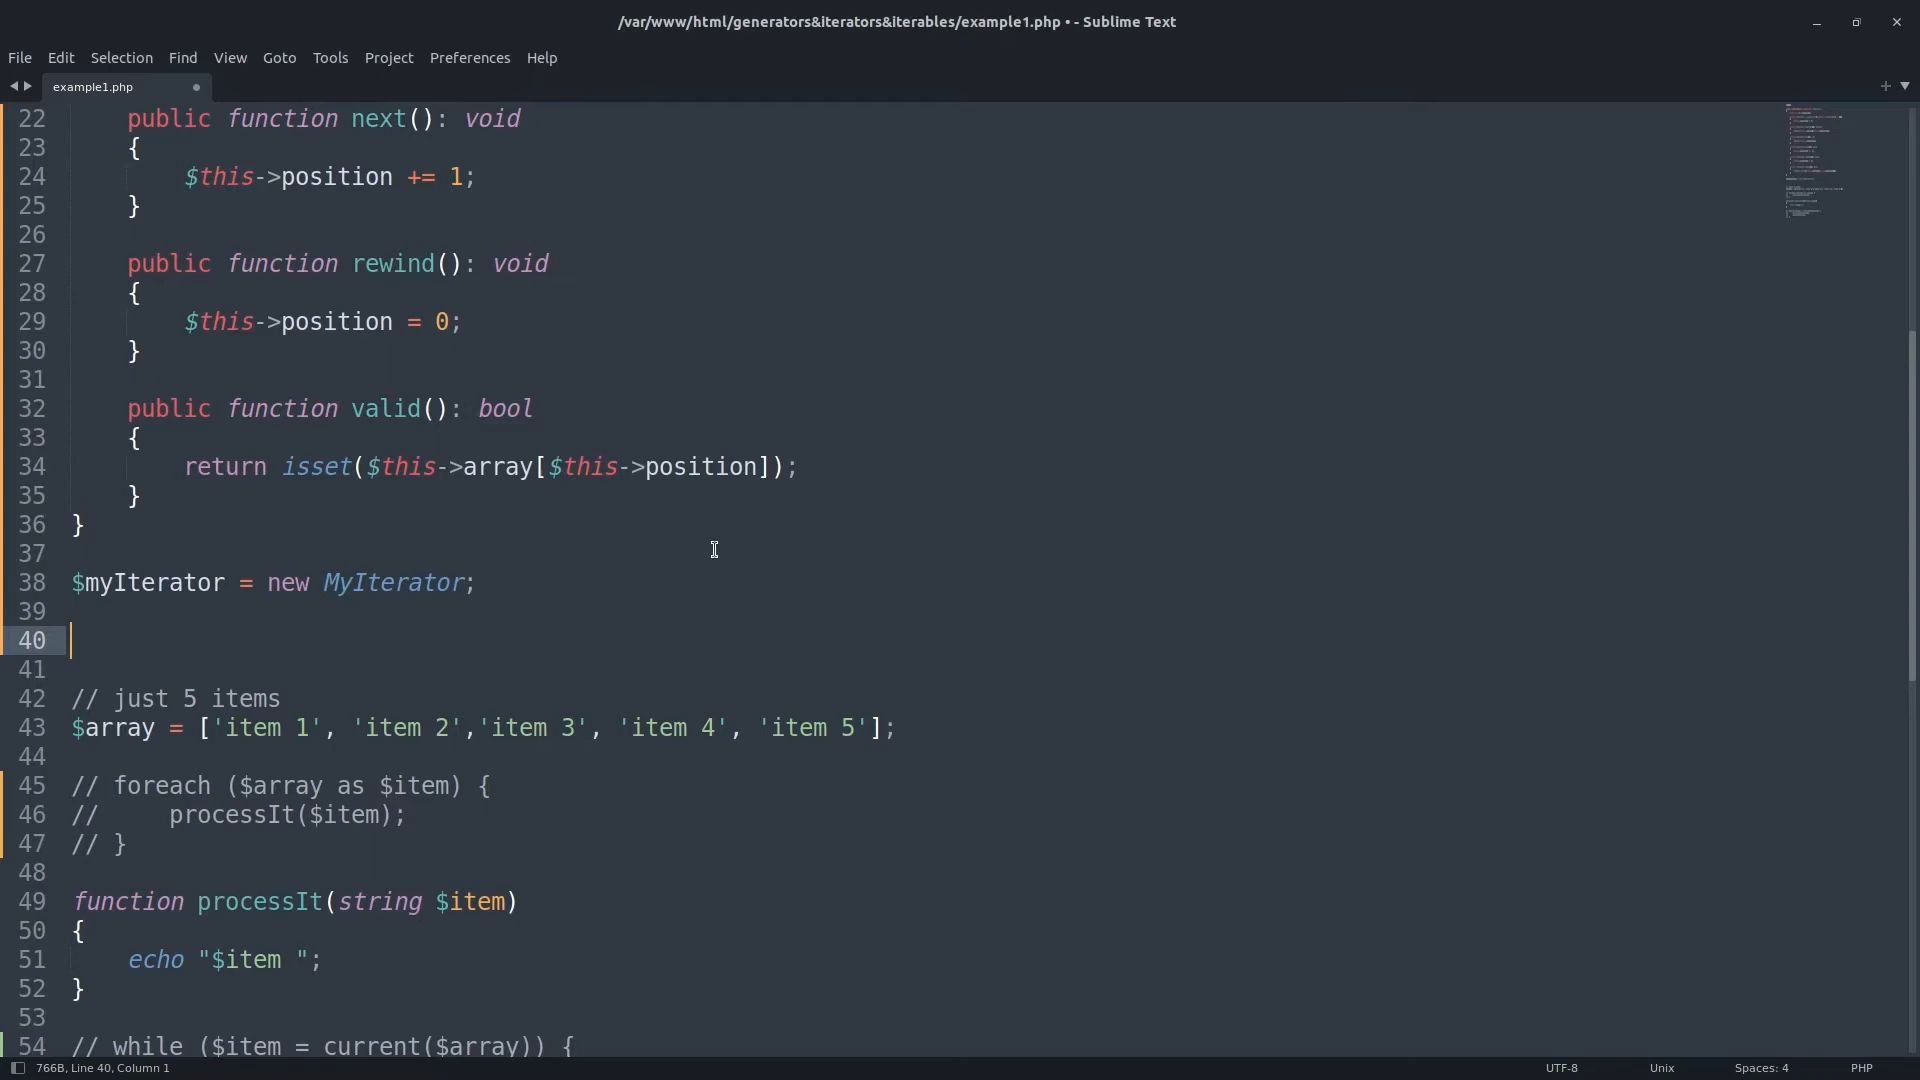 /var/www/html/generators&iterators&iterables/example1.php • - Sublime Text
File Edit Selection Find View Goto Tools Project Preferences Help
example1.php
22 public function next(): void
23 {
24 $this->position += 1;
25 }
26
27 public function rewind(): void
28 {
29 $this->position = 0;
30 }
31
32 public function valid(): bool
33 {
34 return isset($this->array[$this->position]);
35 }
36 }
37
38 $myIterator = new MyIterator;
39
40
41
42 // just 5 items
43 $array = ['item 1', 'item 2','item 3', 'item 4', 'item 5'];
44
45 // foreach ($array as $item) {
46 //     processIt($item);
47 // }
48
49 function processIt(string $item)
50 {
51 echo "$item ";
52 }
53
54 // while ($item = current($array)) {
766B, Line 40, Column 1 UTF-8 Unix Spaces: 4 PHP